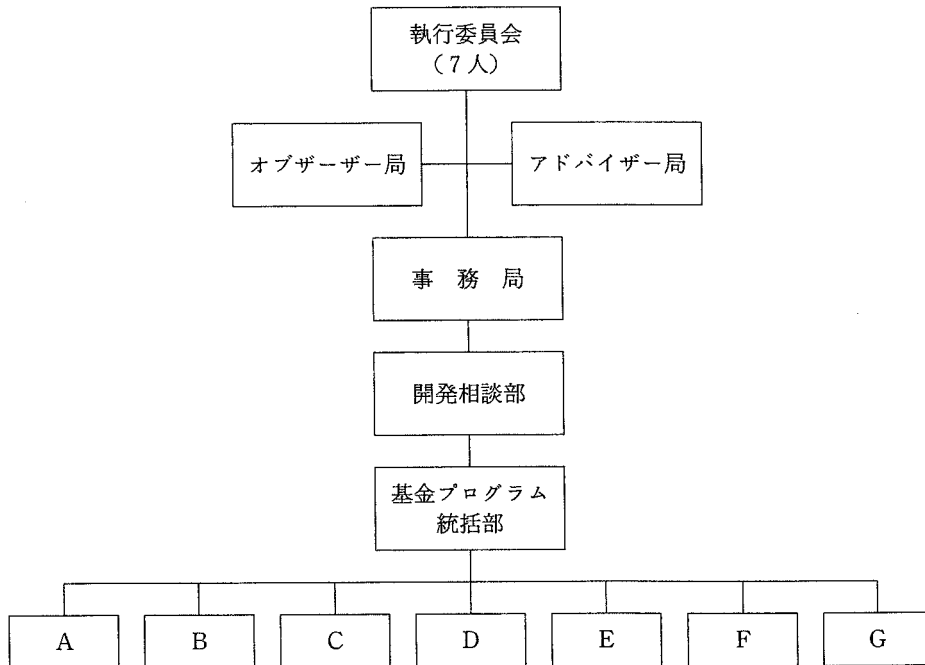 執行委員会
(7人)
オブザーザー局
アドバイザー局
事務局
開発相談部
基金プログラム
統括部
A
B
C
D
E
F
G